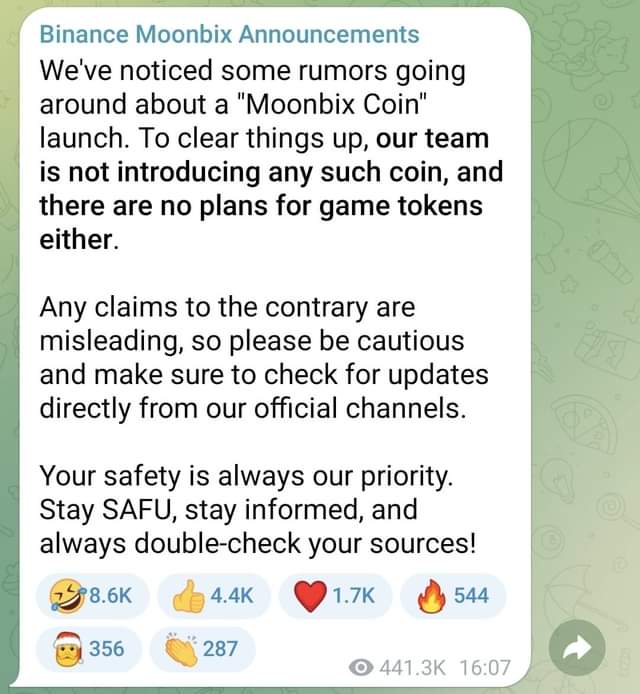 Binance Moonbix Announcements
We've noticed some rumors going
around about a "Moonbix Coin"
launch. To clear things up, our team
is not introducing any such coin, and
there are no plans for game tokens
either.
Any claims to the contrary are
misleading, so please be cautious
and make sure to check for updates
directly from our official channels.
Your safety is always our priority.
Stay SAFU, stay informed, and
always double-check your sources!
🤣8.6K 👍4.4K ❤️1.7K 🔥544
🎅356 👏287
441.3K 16:07